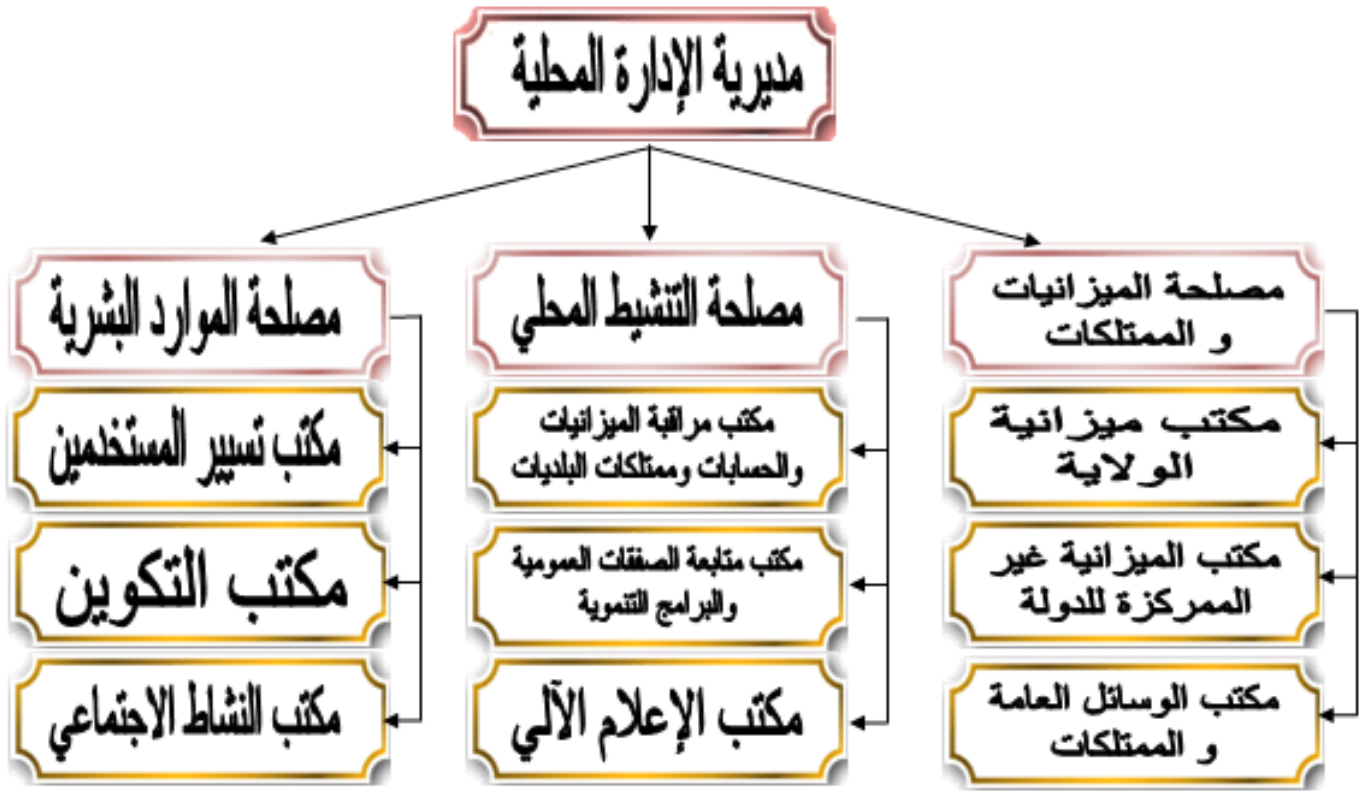 مديرية الإدارة المحلية
مصلحة الميزانيات
و الممتلكات
مكتب ميزانية
الولاية
مكتب الميزانية غير
الممركزة للدولة
مكتب الوسائل العامة
و الممتلكات
مصلحة التنشيط المحلي
مكتب مراقبة الميزانيات
والحسابات وممتلكات البلديات
مكتب متابعة الصفقات العمومية
والبرامج التنموية
مكتب الإعلام الآلي
مصلحة الموارد البشرية
مكتب تسيير المستخدمين
مكتب التكوين
مكتب النشاط الاجتماعي